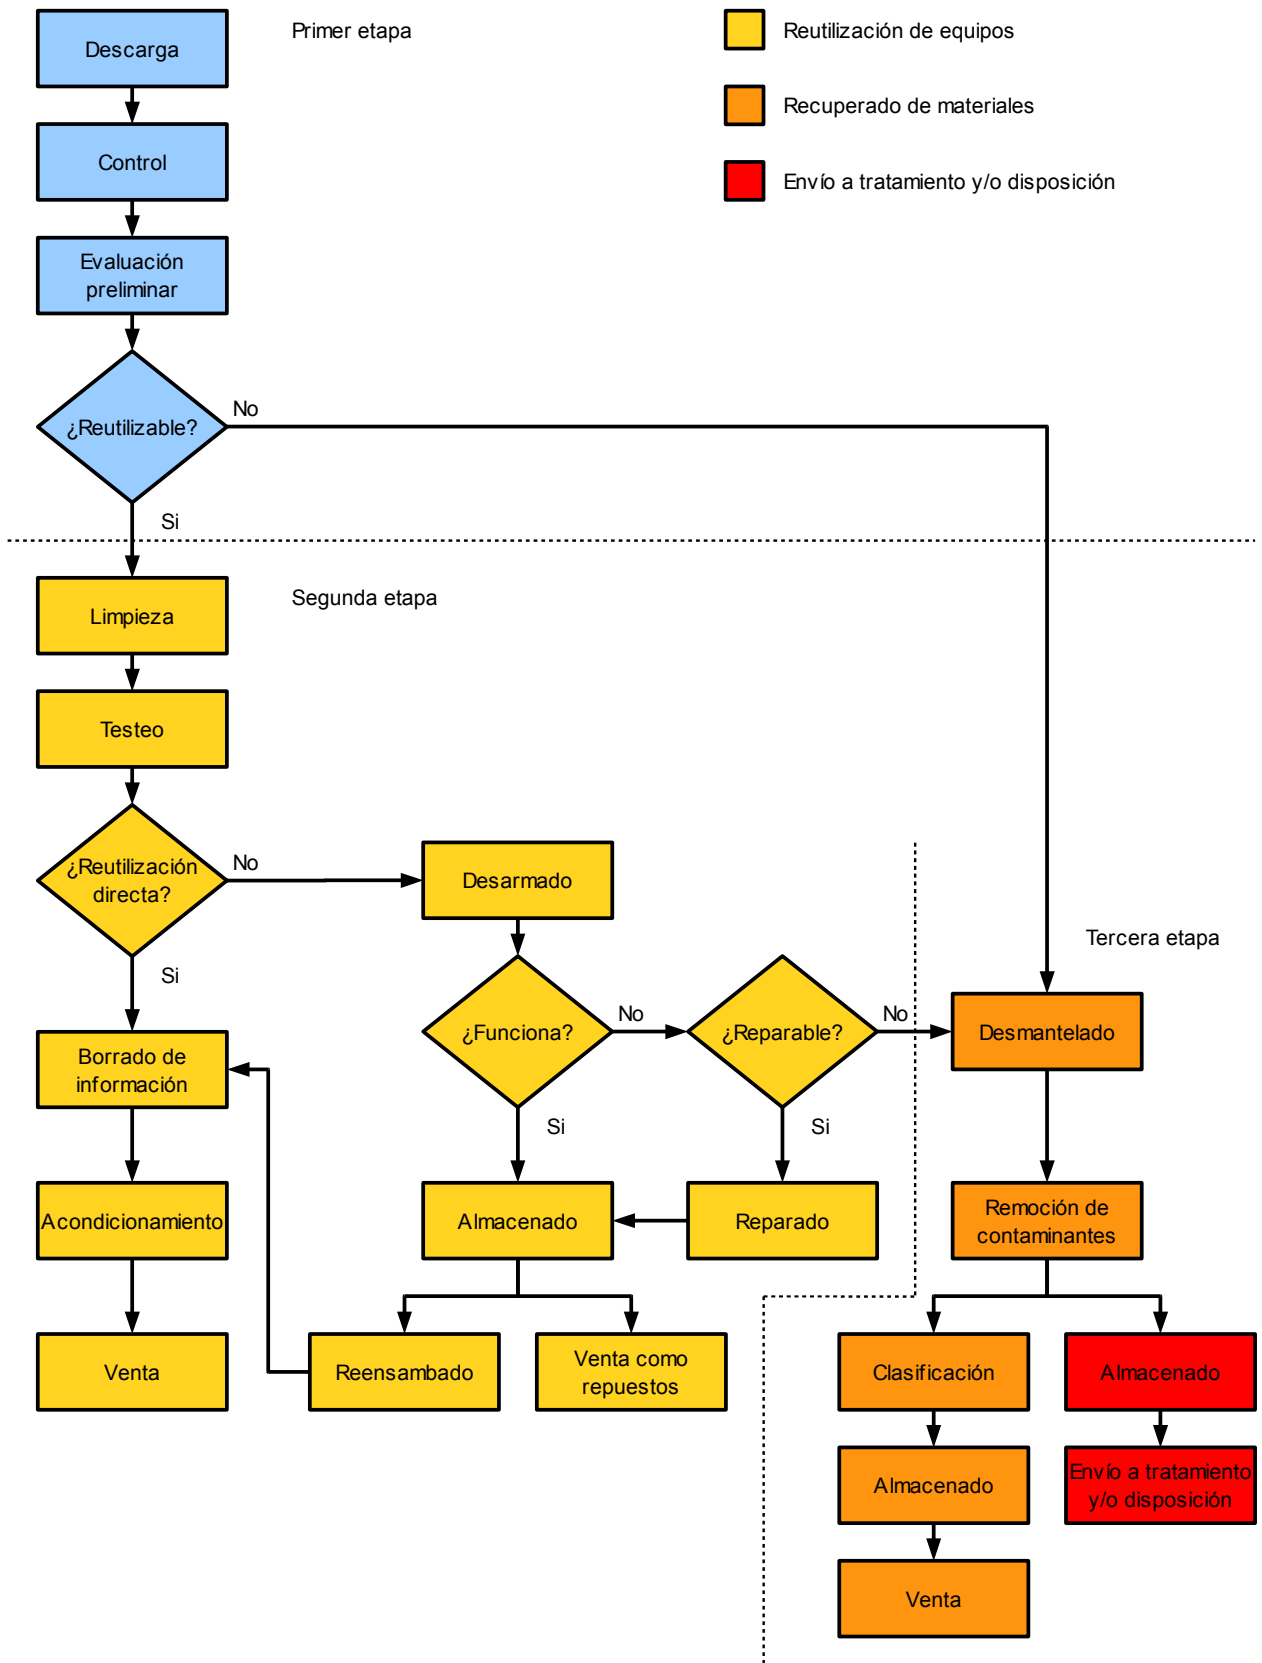 Descarga
Primer etapa
Reutilización de equipos
Recuperado de materiales
Envío a tratamiento y/o disposición
Control
Evaluación
preliminar
¿Reutilizable?
No
Si
Segunda etapa
Limpieza
Testeo
¿Reutilización
directa?
No
Si
Desarmado
¿Funciona?
No
Si
¿Reparable?
No
Si
Tercera etapa
Desmantelado
Borrado de
información
Acondicionamiento
Venta
Almacenado
Reparado
Reensambado
Venta como
repuestos
Remoción de
contaminantes
Clasificación
Almacenado
Venta
Almacenado
Envío a tratamiento
y/o disposición